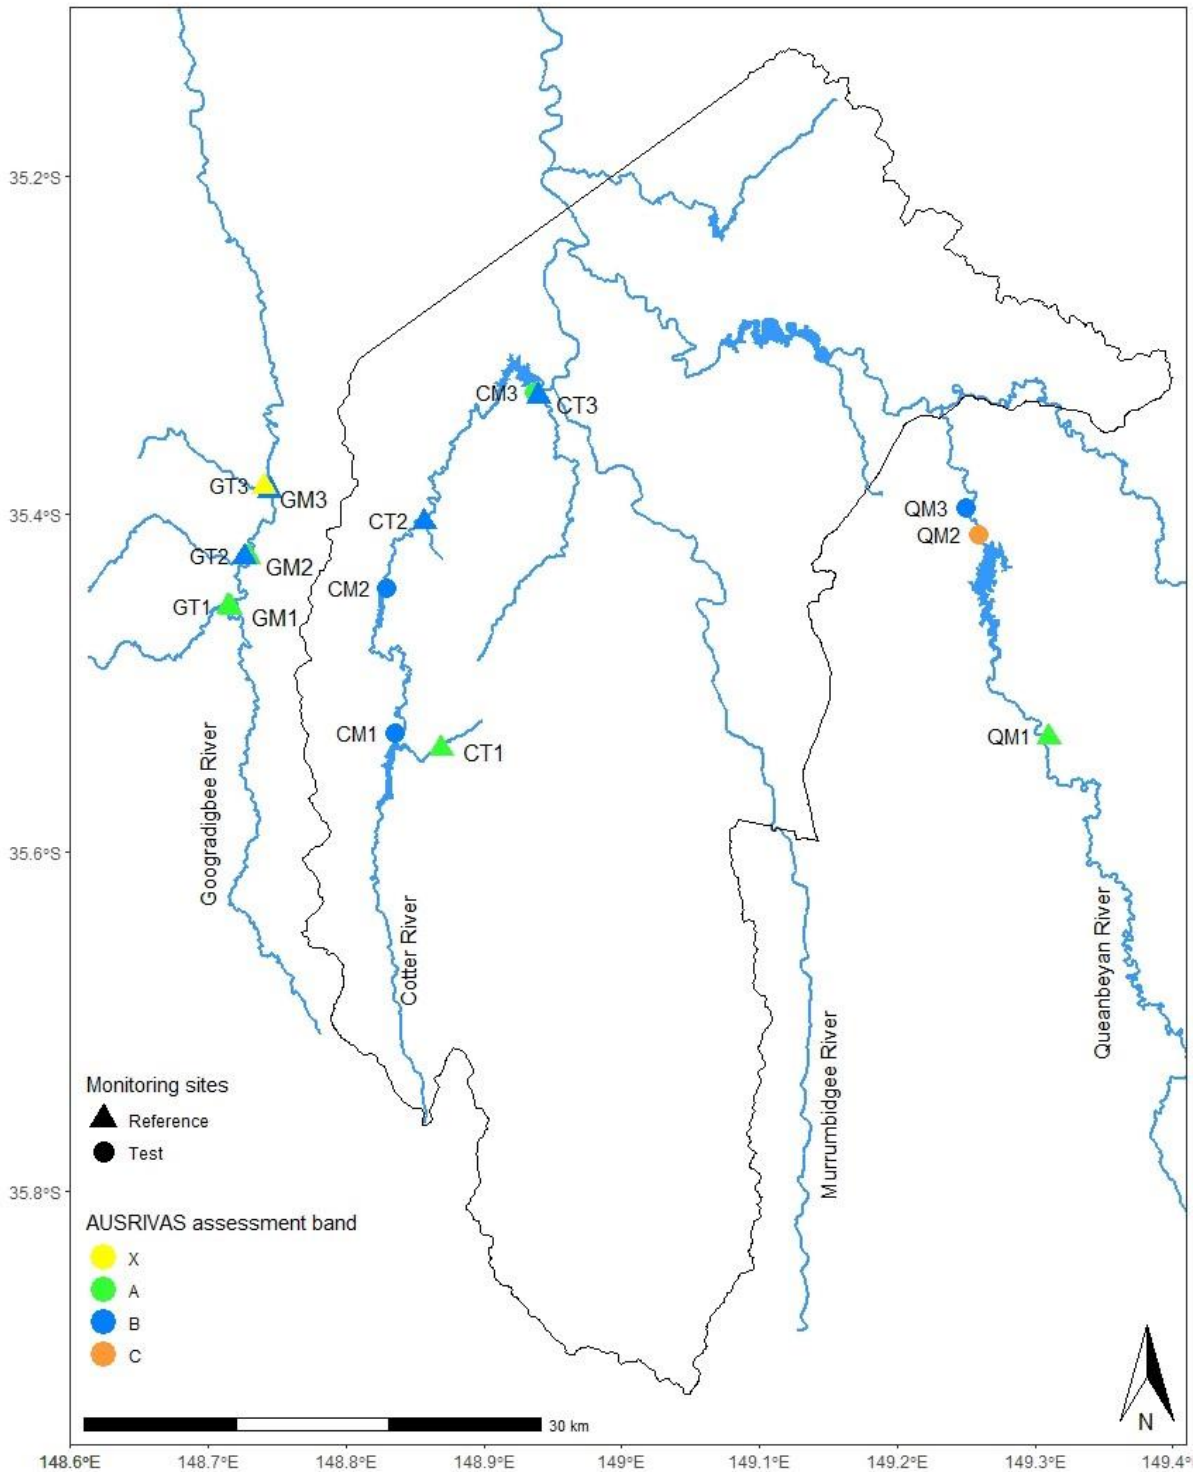 35.2°S
CM3
CT3
GT3
GM3
35.4°S
QM3
CT2
QM2
GT2
GM2
CM2
GT1
GM1
CM1
QM1
CT1
Googradigbee River
35.6°S
Cotter River
Queanbeyan River
Murrumbidgee River
Monitoring sites
Reference
Test
35.8°S
AUSRIVAS assessment band
X
A
B
C
30 km
N
148.6°E 148.7°E 148.8°E 148.9°E 149°E 149.1°E 149.2°E 149.3°E 149.4°